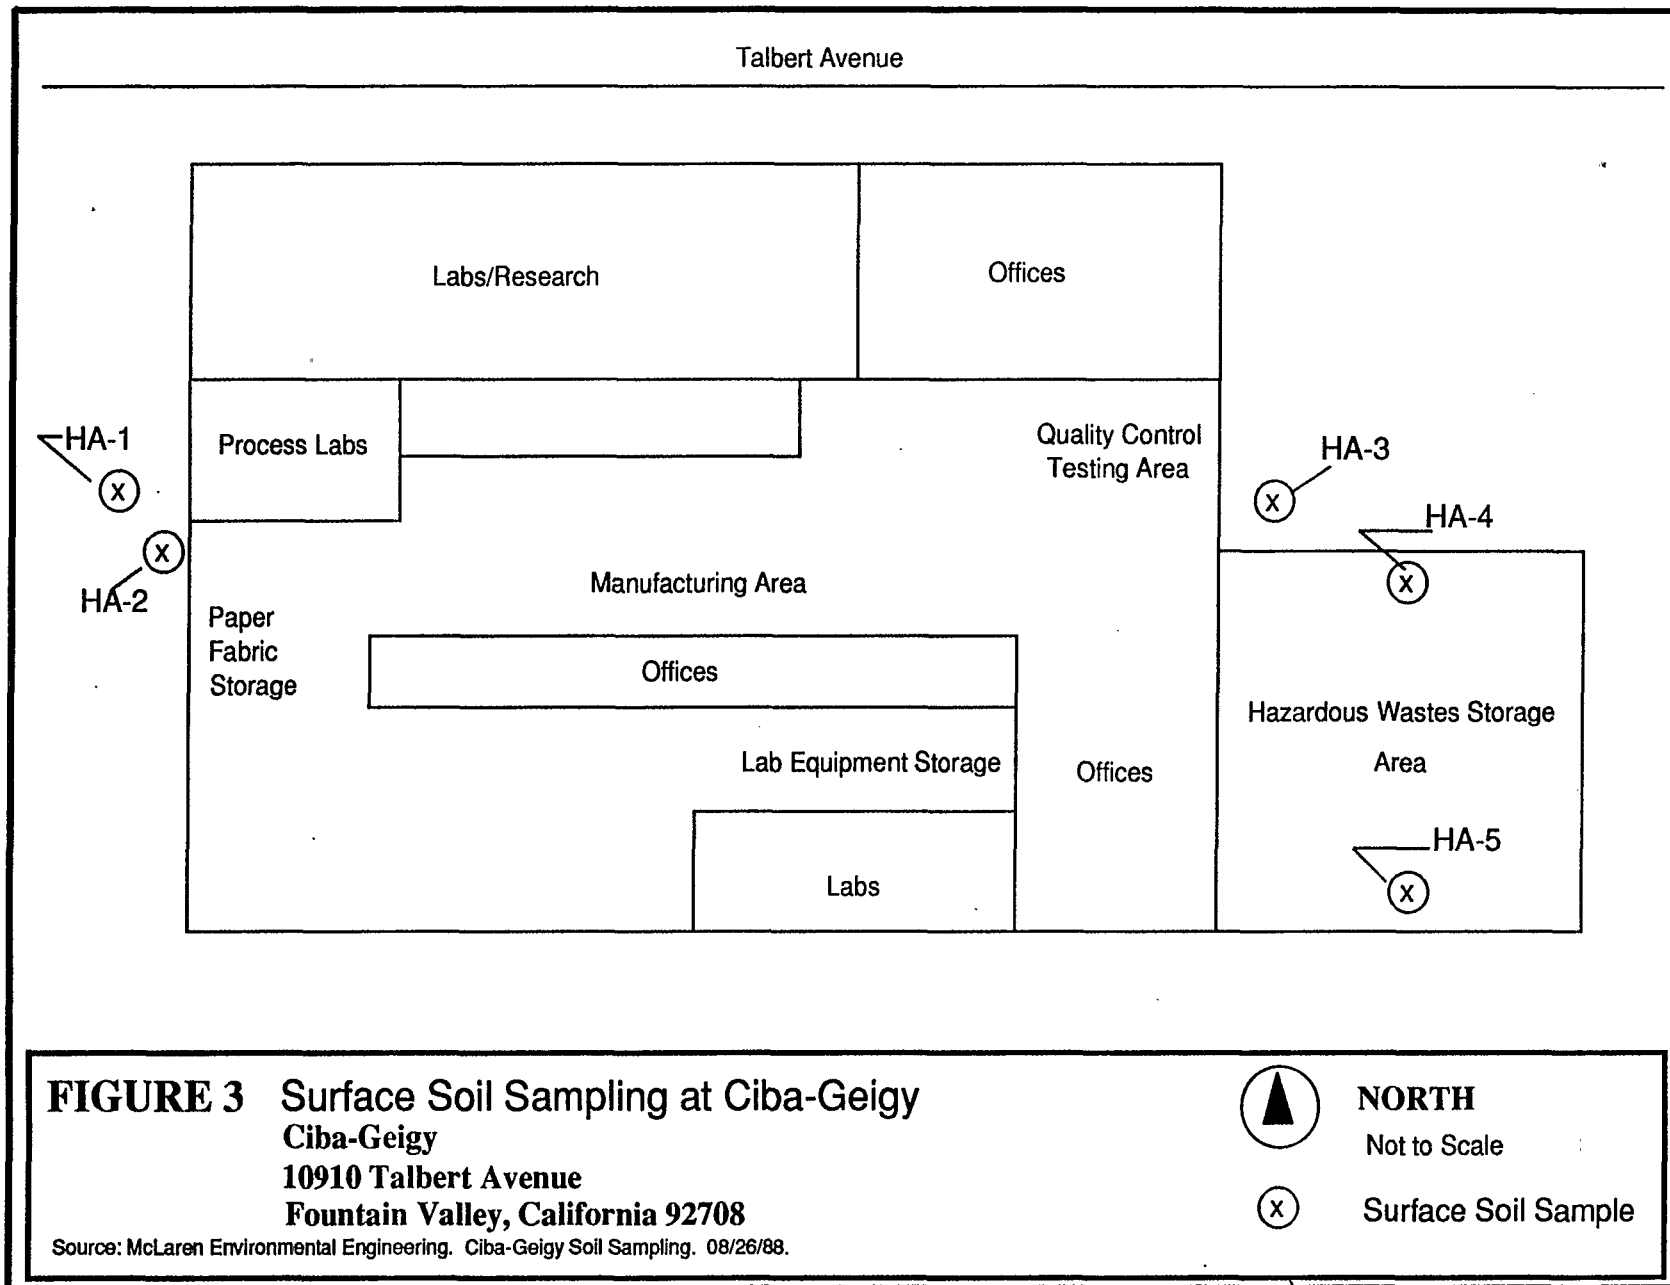 Talbert Avenue
Labs/Research
Offices
HA-1
Process Labs
Quality Control
Testing Area
HA-3
X
X
HA-4
X
HA-2
Manufacturing Area
X
Paper
Fabric
Storage
Offices
Hazardous Wastes Storage
Area
Lab Equipment Storage
Offices
HA-5
Labs
X
FIGURE 3 Surface Soil Sampling at Ciba-Geigy
Ciba-Geigy
10910 Talbert Avenue
Fountain Valley, California 92708
Source: McLaren Environmental Engineering. Ciba-Geigy Soil Sampling. 08/26/88.
NORTH
Not to Scale
X Surface Soil Sample